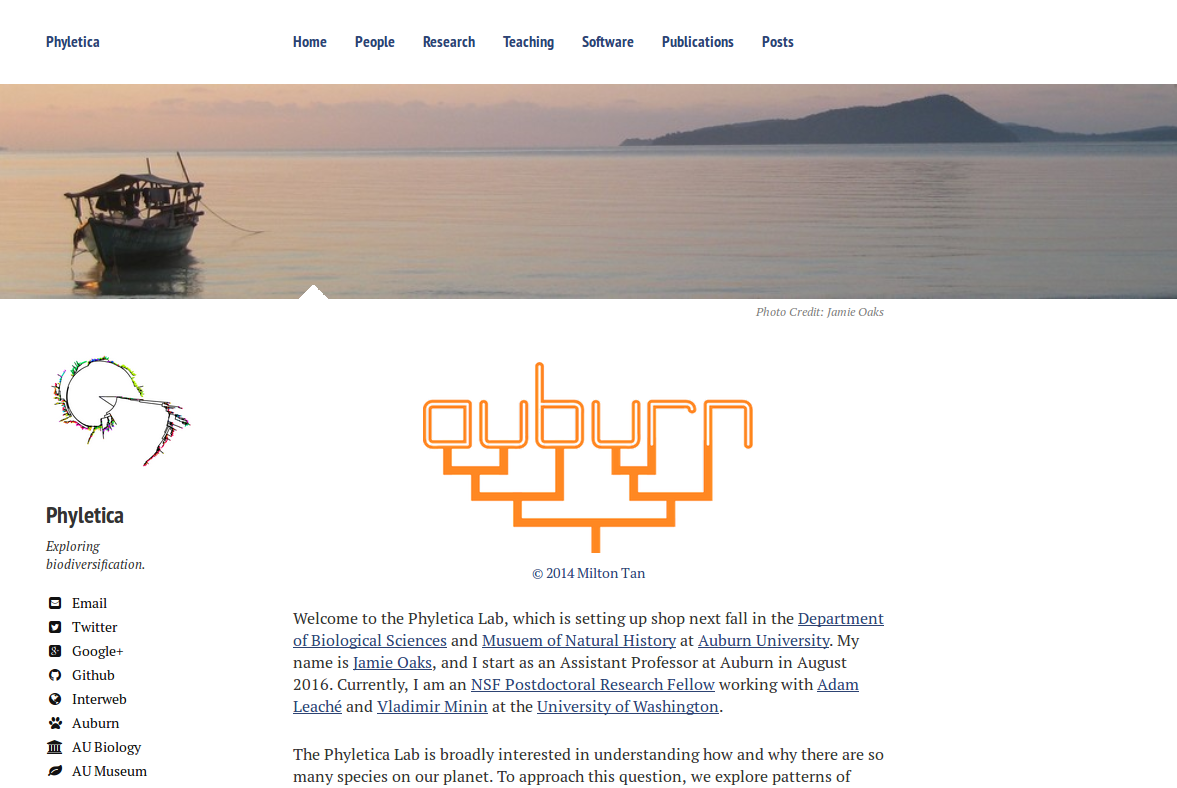 Phyletica
Home People Research Teaching Software Publications Posts
Photo Credit: Jamie Oaks
auburn
© 2014 Milton Tan
Phyletica
Exploring
biodiversification.
Email
Twitter
Google+
Github
Interweb
Auburn
AU Biology
AU Museum
Welcome to the Phyletica Lab, which is setting up shop next fall in the Department
of Biological Sciences and Musuem of Natural History at Auburn University. My
name is Jamie Oaks, and I start as an Assistant Professor at Auburn in August
2016. Currently, I am an NSF Postdoctoral Research Fellow working with Adam
Leaché and Vladimir Minin at the University of Washington.
The Phyletica Lab is broadly interested in understanding how and why there are so
many species on our planet. To approach this question, we explore patterns of